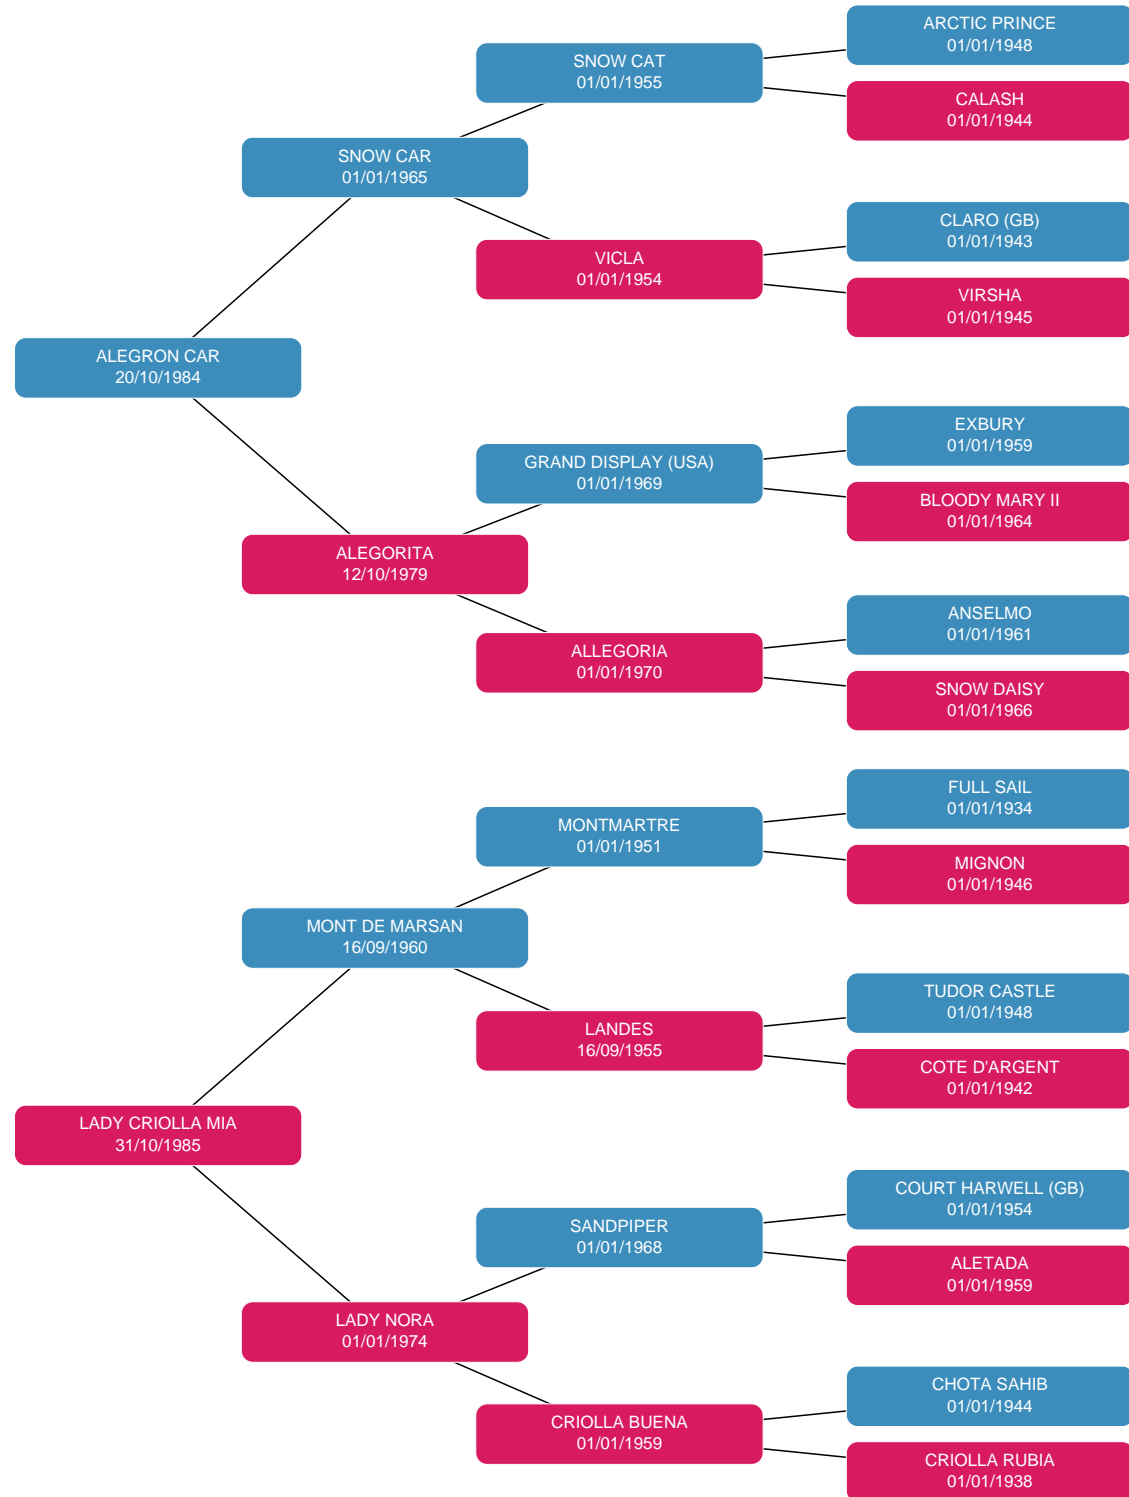 ARCTIC PRINCE
01/01/1948
SNOW CAT
01/01/1955
CALASH
01/01/1944
SNOW CAR
01/01/1965
CLARO (GB)
01/01/1943
VICLA
01/01/1954
VIRSHA
01/01/1945
ALEGRON CAR
20/10/1984
EXBURY
01/01/1959
GRAND DISPLAY (USA)
01/01/1969
BLOODY MARY II
01/01/1964
ALEGORITA
12/10/1979
ANSELMO
01/01/1961
ALLEGORIA
01/01/1970
SNOW DAISY
01/01/1966
FULL SAIL
01/01/1934
MONTMARTRE
01/01/1951
MIGNON
01/01/1946
MONT DE MARSAN
16/09/1960
TUDOR CASTLE
01/01/1948
LANDES
16/09/1955
COTE D'ARGENT
01/01/1942
LADY CRIOLLA MIA
31/10/1985
COURT HARWELL (GB)
01/01/1954
SANDPIPER
01/01/1968
ALETADA
01/01/1959
LADY NORA
01/01/1974
CHOTA SAHIB
01/01/1944
CRIOLLA BUENA
01/01/1959
CRIOLLA RUBIA
01/01/1938